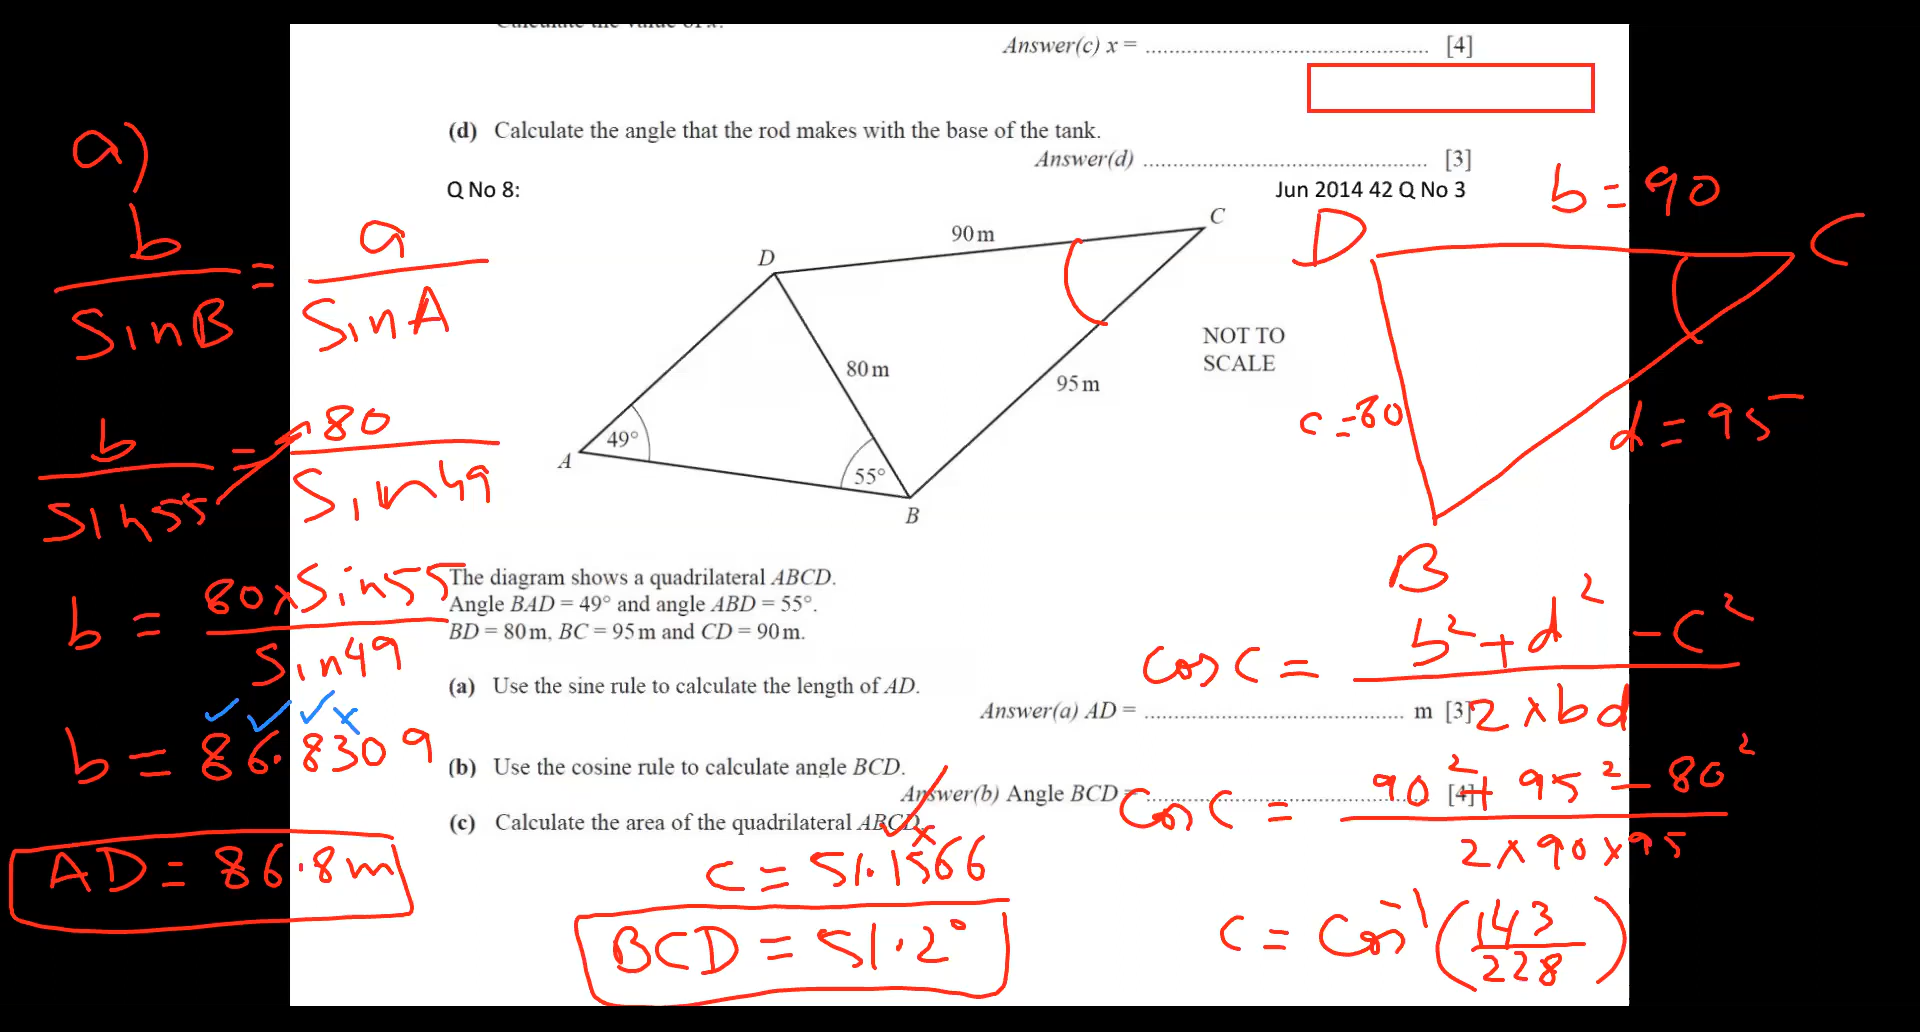 Calculate the value of x.
Answer(c) x = ................................................ [4]
(d) Calculate the angle that the rod makes with the base of the tank.
Answer(d) ................................................ [3]
Q No 8:
Jun 2014 42 Q No 3
D
90 m
C
80 m
95 m
NOT TO
SCALE
49°
A
55°
B
The diagram shows a quadrilateral ABCD.
Angle BAD = 49° and angle ABD = 55°.
BD = 80 m, BC = 95 m and CD = 90 m.
(a) Use the sine rule to calculate the length of AD.
Answer(a) AD = ............................................ m [3]
(b) Use the cosine rule to calculate angle BCD.
Answer(b) Angle BCD = ................................................ [4]
(c) Calculate the area of the quadrilateral ABCD.
a)
b/SinB = a/SinA
b/Sin55 = 80/Sin49
b = 80×Sin55/Sin49
b = 86.8309
AD = 86.8m
b = 90
D
C
c = 80
d = 95
B
Cos C = b²+d²-c²/2×bd
Cos C = 90²+95²-80²/2×90×95
C = Cos⁻¹(143/228)
C = 51.1566
BCD = 51.2°